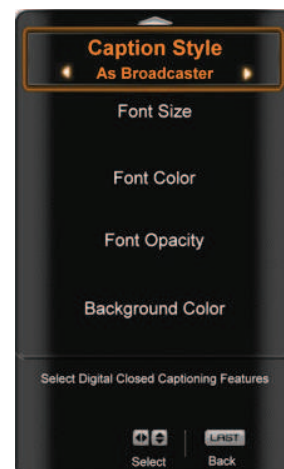 Caption Style
As Broadcaster
Font Size
Font Color
Font Opacity
Background Color
Select Digital Closed Captioning Features
LAST
Select Back